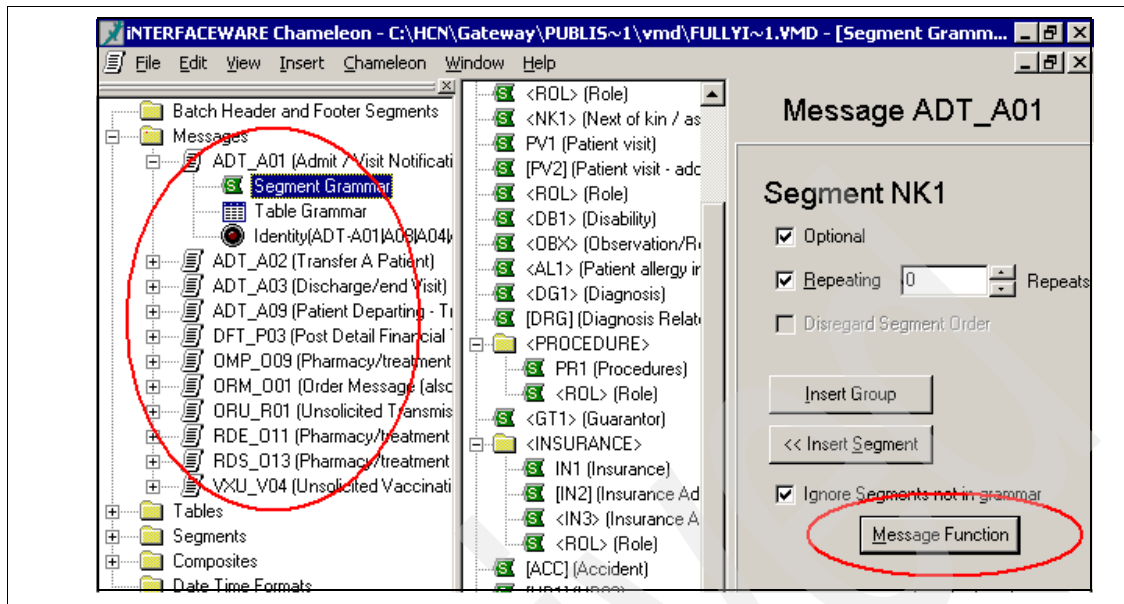 iNTERFACEWARE Chameleon - C:\HCN\Gateway\PUBLIS~1\vmd\FULLYI~1.VMD - [Segment Gramm...
File Edit View Insert Chameleon Window Help
Batch Header and Footer Segments
Messages
ADT_A01 (Admit / Visit Notificati
Segment Grammar
Table Grammar
Identity(ADT-A01|A08|A04|
ADT_A02 (Transfer A Patient)
ADT_A03 (Discharge/end Visit)
ADT_A09 (Patient Departing - Tr
DFT_P03 (Post Detail Financial
OMP_O09 (Pharmacy/treatment
ORM_O01 (Order Message (also
ORU_R01 (Unsolicited Transmis
RDE_O11 (Pharmacy/treatment
RDS_O13 (Pharmacy/treatment
VXU_V04 (Unsolicited Vaccinati
Tables
Segments
Composites
Date Time Formats
<ROL> (Role)
<NK1> (Next of kin / as
PV1 (Patient visit)
[PV2] (Patient visit - add
<ROL> (Role)
<DB1> (Disability)
<OBX> (Observation/R
<AL1> (Patient allergy in
<DG1> (Diagnosis)
[DRG] (Diagnosis Relat
<PROCEDURE>
PR1 (Procedures)
<ROL> (Role)
<GT1> (Guarantor)
<INSURANCE>
IN1 (Insurance)
[IN2] (Insurance Ad
<IN3> (Insurance A
<ROL> (Role)
[ACC] (Accident)
Message ADT_A01
Segment NK1
Optional
Repeating 0 Repeats
Disregard Segment Order
Insert Group
<< Insert Segment
Ignore Segments not in grammar
Message Function